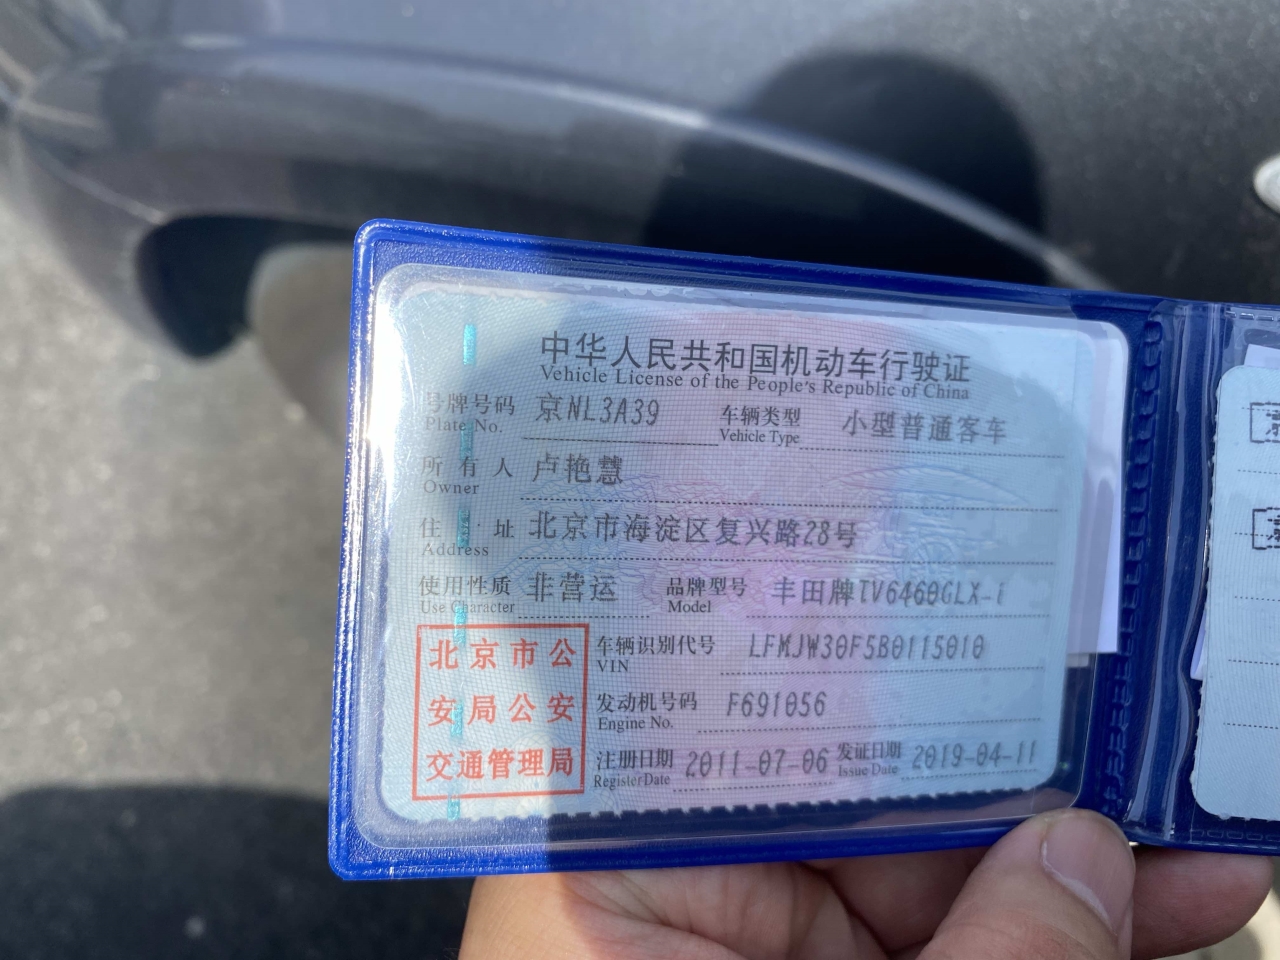 中华人民共和国机动车行驶证
Vehicle License of the People's Republic of China
号牌号码 京NL3A39 车辆类型 小型普通客车
Plate No. Vehicle Type
所有人 卢艳慧
Owner
住址 北京市海淀区复兴路28号
Address
使用性质 非营运 品牌型号 丰田牌TV6460GLX-i
Use Character Model
北京市公
安局公安
交通管理局
车辆识别代号 LFMJW30F5B0115010
VIN
发动机号码 F691056
Engine No.
注册日期 2011-07-06 发证日期 2019-04-11
Register Date Issue Date